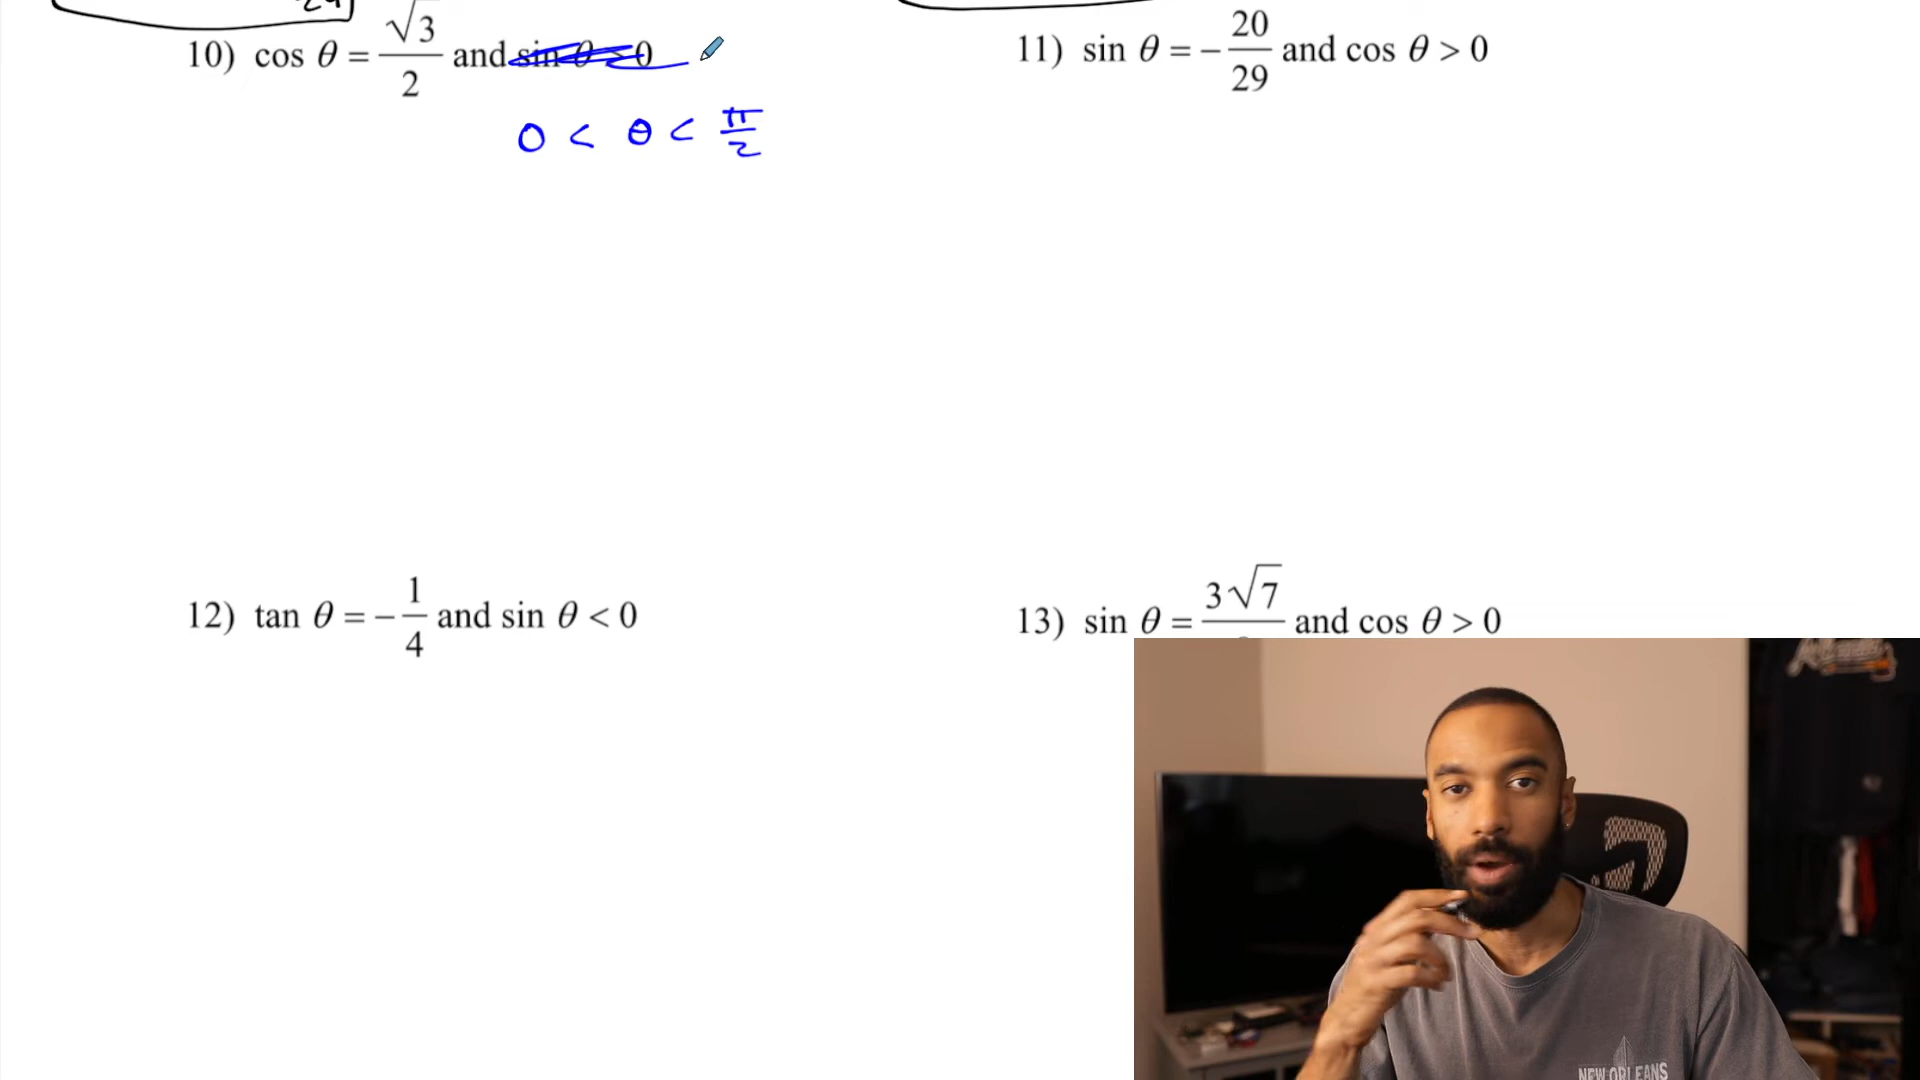 24
10) cos θ = √3/2 and sin θ > 0
0 < θ < π/2
11) sin θ = −20/29 and cos θ > 0
12) tan θ = −1/4 and sin θ < 0
13) sin θ = 3√7 and cos θ > 0
NEW ORLEANS